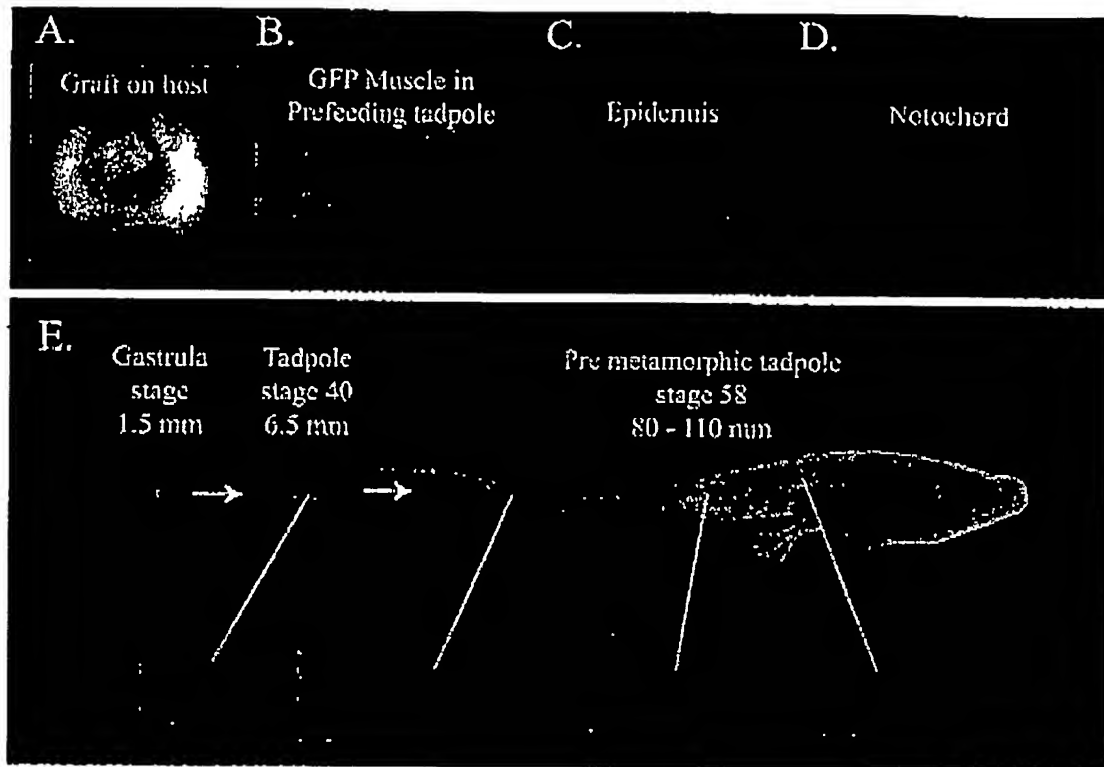 A.
Graft on host
B.
GFP Muscle in
Prefeeding tadpole
C.
Epidermis
D.
Notochord
E.
Gastrula
stage
1.5 mm
Tadpole
stage 40
6.5 mm
Pre metamorphic tadpole
stage 58
80 - 110 mm